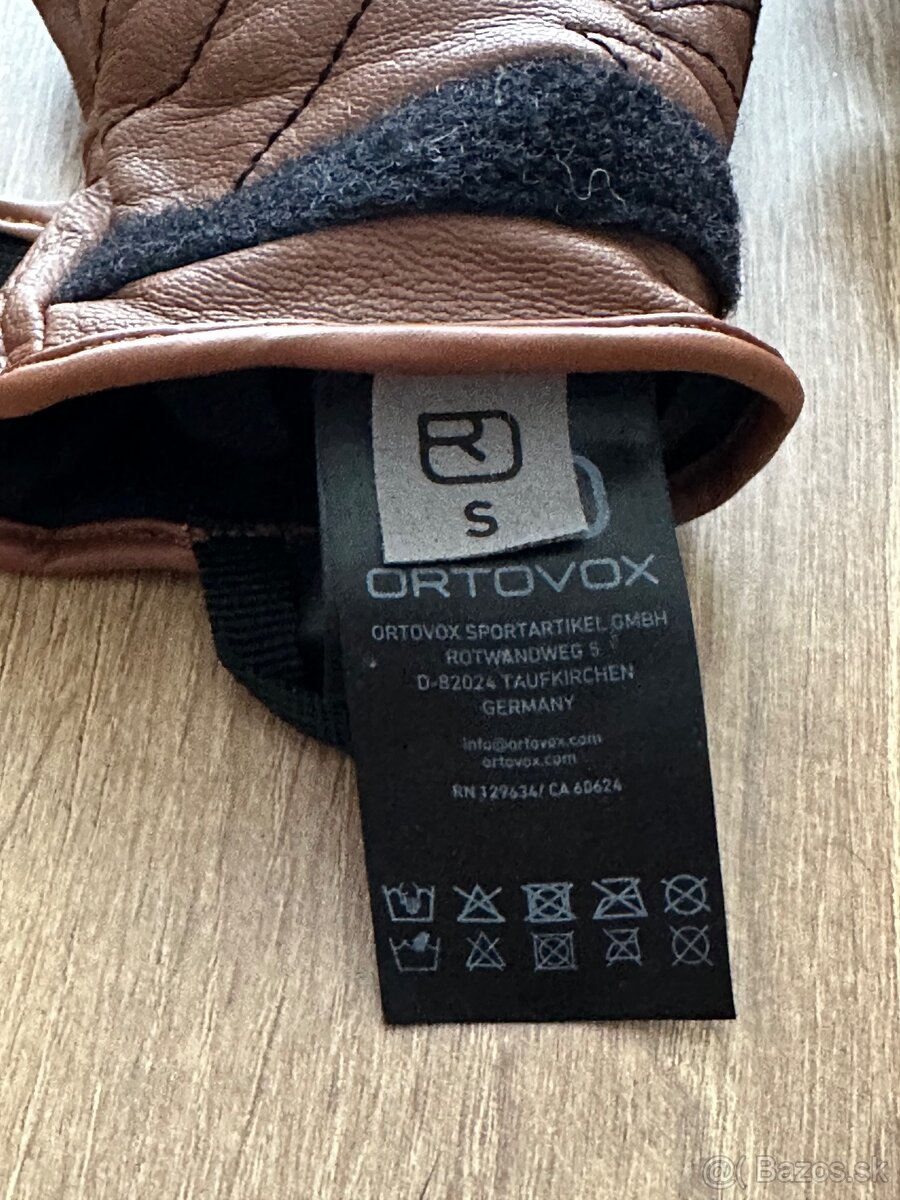 S
ORTOVOX
ORTOVOX SPORTARTIKEL GMBH
ROTWANDWEG 5
D-82024 TAUFKIRCHEN
GERMANY
info@ortovox.com
ortovox.com
RN 129634/ CA 60624
Bazos.sk